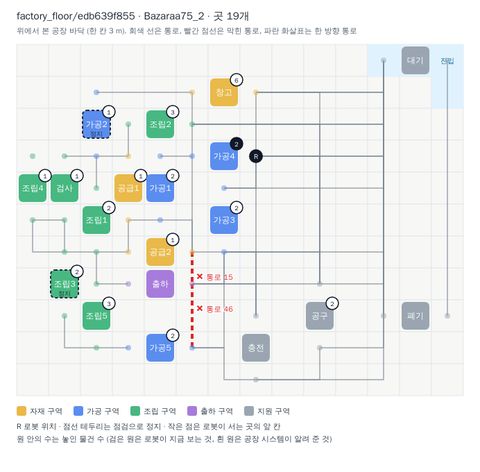 factory_floor/edb639f855 · Bazaraa75_2 · 곳 19개
위에서 본 공장 바닥 (한 칸 3 m). 회색 선은 통로, 빨간 점선은 막힌 통로, 파란 화살표는 한 방향 통로
대기
진입
창고 6
가공2 1
정지
조립2 3
가공4 2
R
조립4 1
검사 1
공급1 1
가공1 2
조립1 2
가공3 2
공급2 1
조립3 2
정지
출하
✕ 통로 15
✕ 통로 46
조립5 3
공구 2
폐기
가공5 2
충전
자재 구역
가공 구역
조립 구역
출하 구역
지원 구역
R 로봇 위치 · 점선 테두리는 점검으로 정지 · 작은 점은 로봇이 서는 곳의 앞 칸
원 안의 수는 놓인 물건 수 (검은 원은 로봇이 지금 보는 것, 흰 원은 공장 시스템이 알려 준 것)